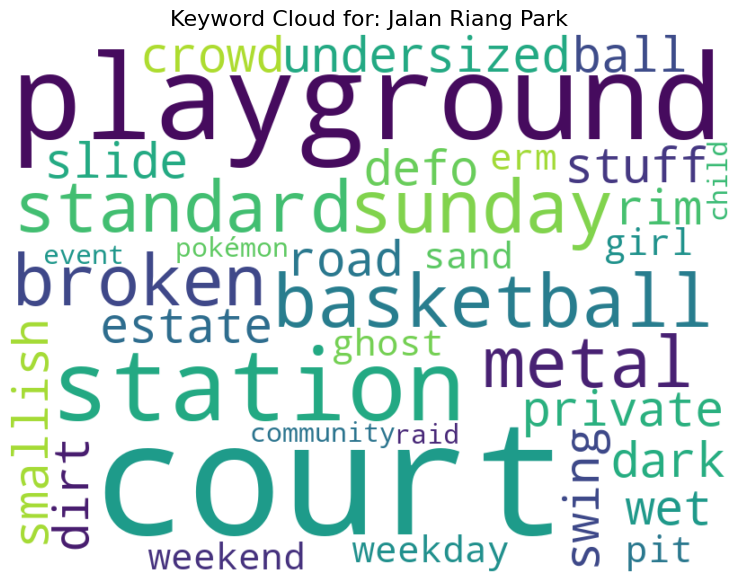 Keyword Cloud for: Jalan Riang Park
crowd undersized ball
playground
slide defo erm stuff child
standard sunday rim
event pokémon road sand girl
broken basketball
estate ghost
smallish station metal
private
community raid
dirt court swing dark
wet
weekend weekday pit